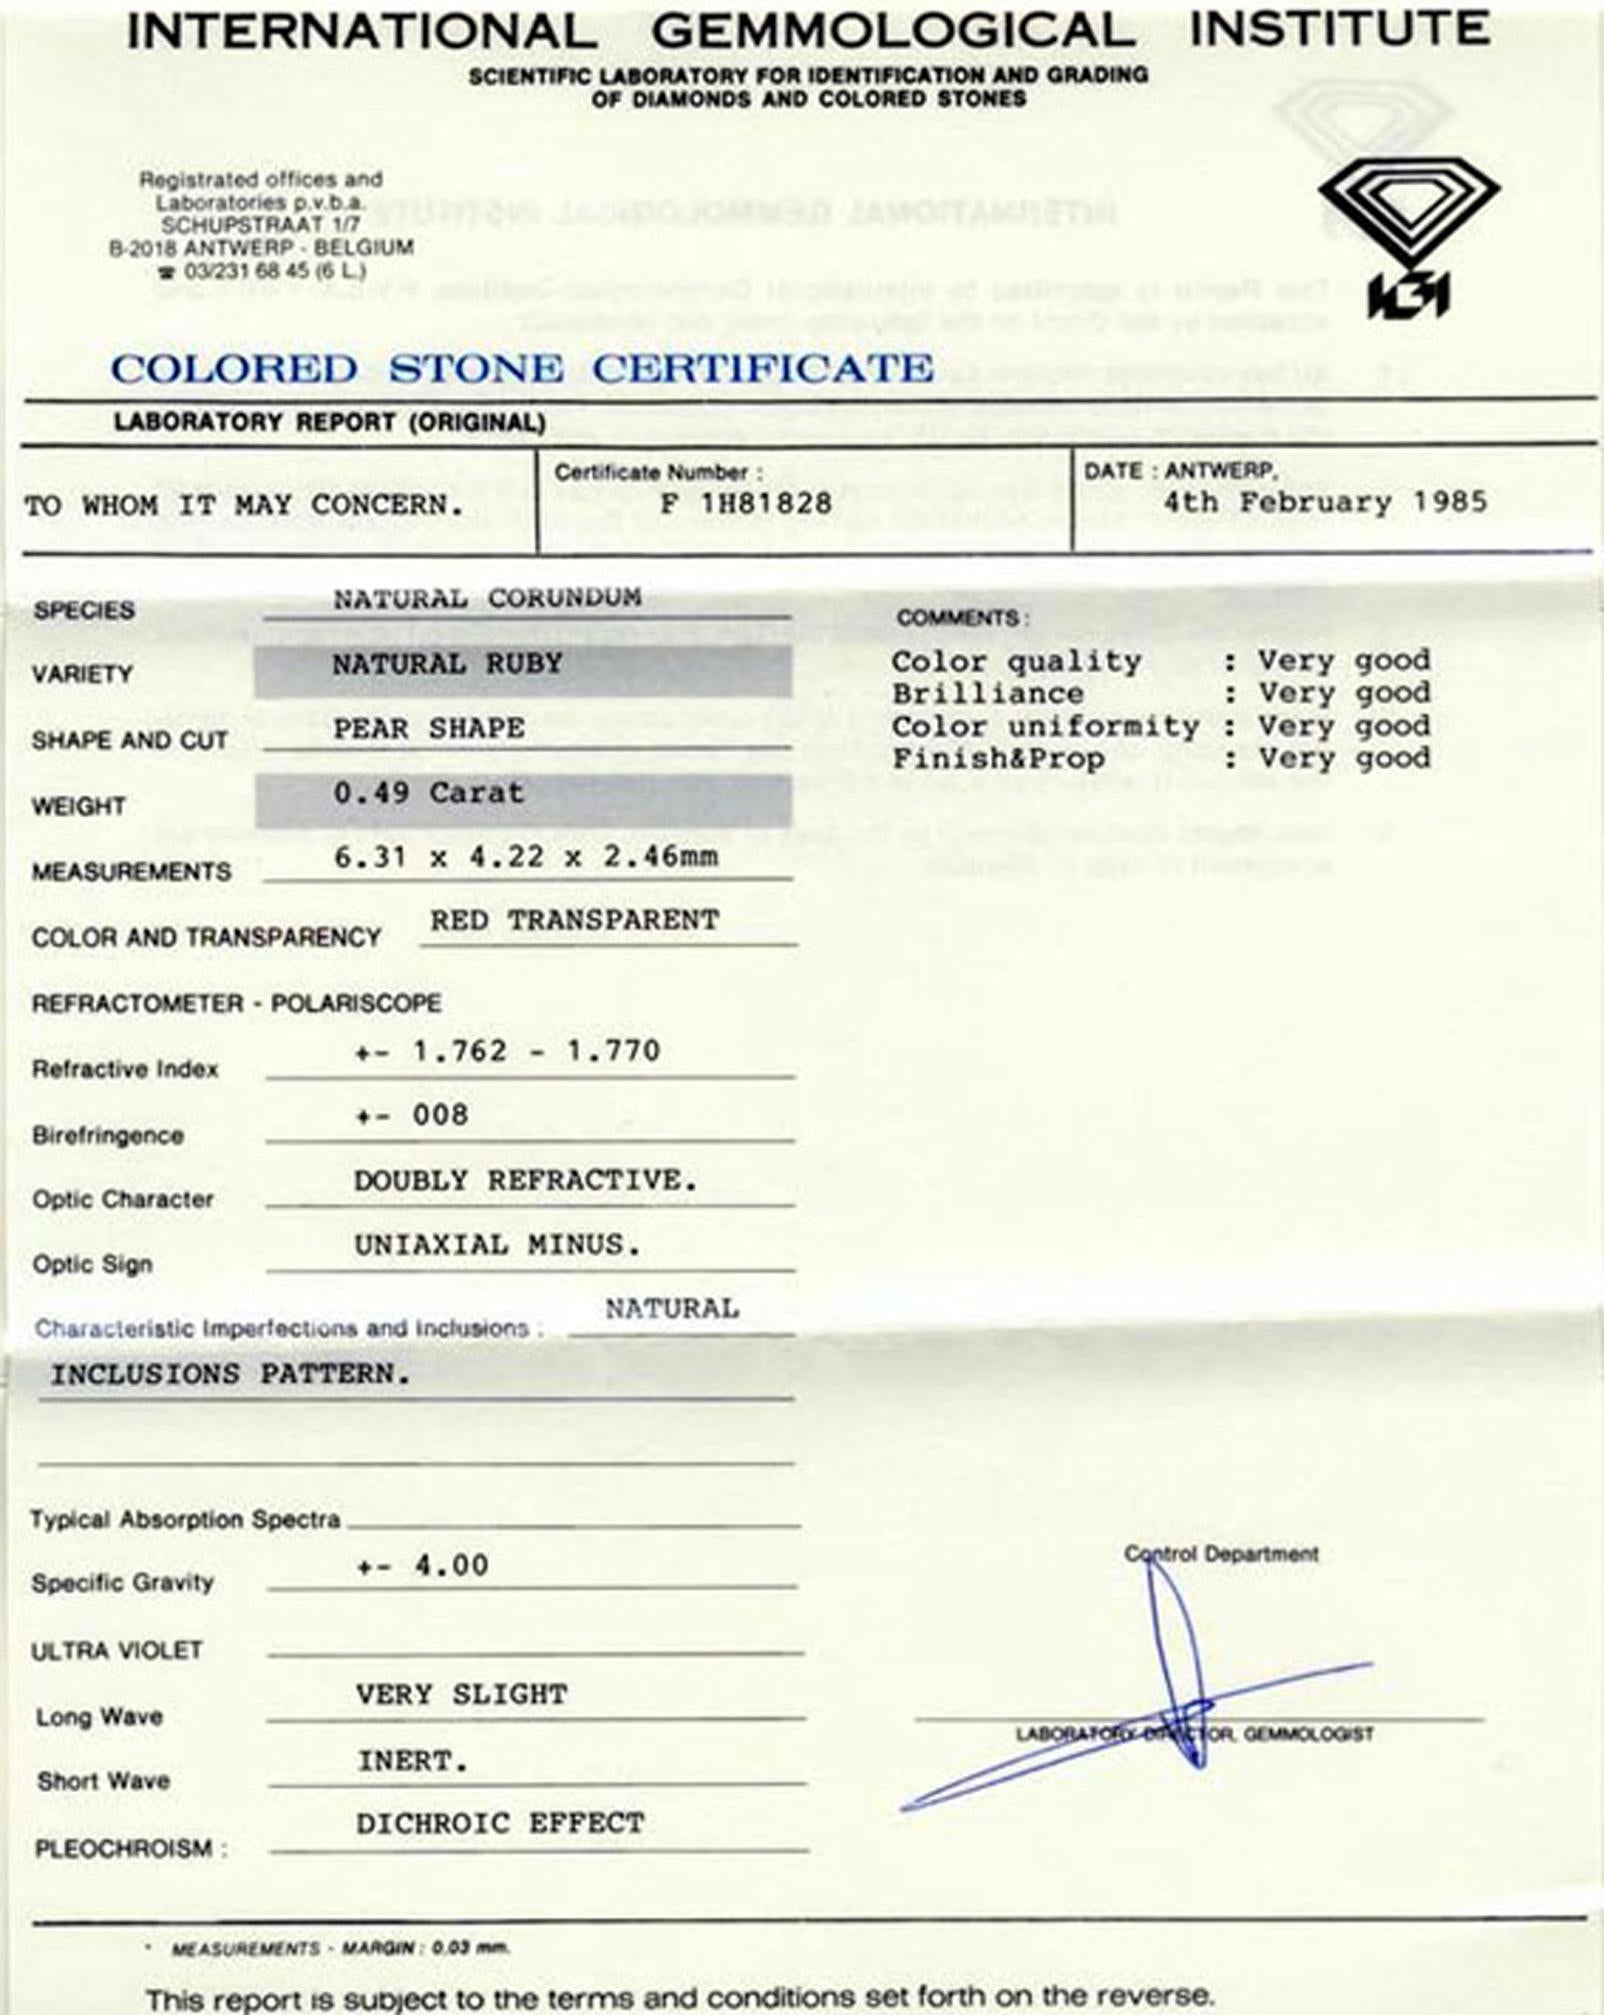 INTERNATIONAL GEMMOLOGICAL INSTITUTE
SCIENTIFIC LABORATORY FOR IDENTIFICATION AND GRADING
OF DIAMONDS AND COLORED STONES
Registrated offices and
Laboratories p.v.b.a.
SCHUPSTRAAT 1/7
B-2018 ANTWERP - BELGIUM
☎ 03/231 68 45 (6 L.)
IGI
COLORED STONE CERTIFICATE
LABORATORY REPORT (ORIGINAL)
TO WHOM IT MAY CONCERN.
Certificate Number :
F 1H81828
DATE : ANTWERP,
4th February 1985
SPECIES NATURAL CORUNDUM
VARIETY NATURAL RUBY
SHAPE AND CUT PEAR SHAPE
WEIGHT 0.49 Carat
MEASUREMENTS 6.31 x 4.22 x 2.46mm
COLOR AND TRANSPARENCY RED TRANSPARENT
COMMENTS :
Color quality : Very good
Brilliance : Very good
Color uniformity : Very good
Finish&Prop : Very good
REFRACTOMETER - POLARISCOPE
Refractive Index +- 1.762 - 1.770
Birefringence +- 008
Optic Character DOUBLY REFRACTIVE.
Optic Sign UNIAXIAL MINUS.
Characteristic Imperfections and Inclusions : NATURAL
INCLUSIONS PATTERN.
Typical Absorption Spectra
Specific Gravity +- 4.00
ULTRA VIOLET
Long Wave VERY SLIGHT
Short Wave INERT.
PLEOCHROISM : DICHROIC EFFECT
Control Department
LABORATORY DIRECTOR, GEMMOLOGIST
* MEASUREMENTS - MARGIN : 0.03 mm.
This report is subject to the terms and conditions set forth on the reverse.